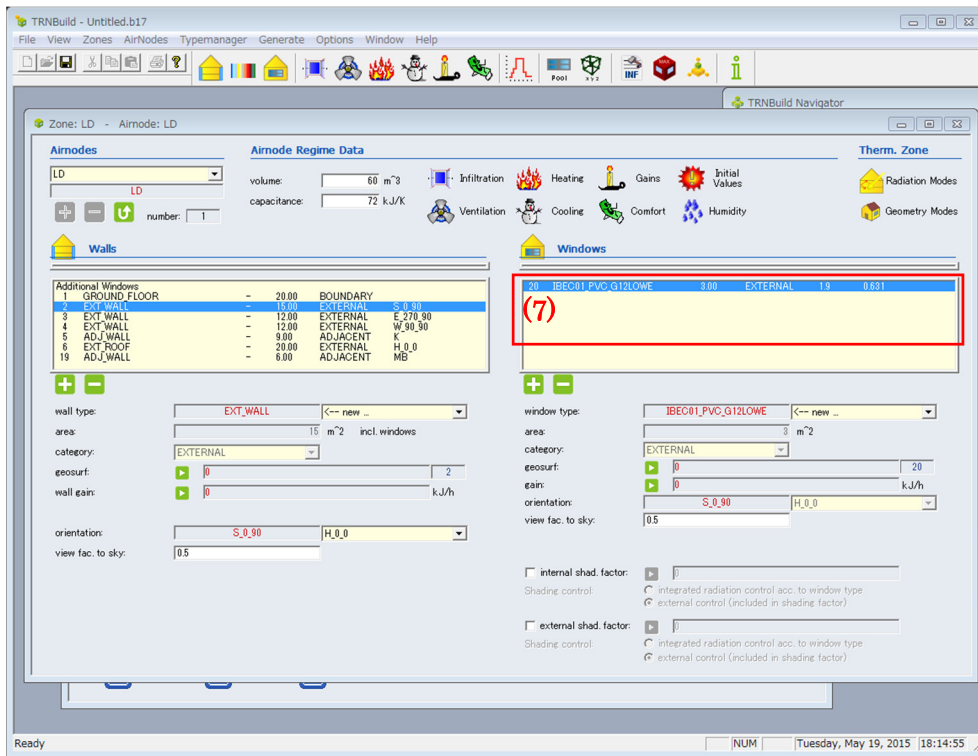 TRNBuild - Untitled.b17
File View Zones AirNodes Typemanager Generate Options Window Help
Pool
x y z
INF
MAX
TRNBuild Navigator
Zone: LD - Airnode: LD
Airnodes
Airnode Regime Data
Therm. Zone
LD
LD
number: 1
volume: 60 m^3
capacitance: 72 kJ/K
Infiltration
Heating
Gains
Initial Values
Ventilation
Cooling
Comfort
Humidity
Radiation Modes
Geometry Modes
Walls
Windows
Additional Windows
1 GROUND_FLOOR - 20.00 BOUNDARY
2 EXT_WALL - 15.00 EXTERNAL S_0_90
3 EXT_WALL - 12.00 EXTERNAL E_270_90
4 EXT_WALL - 12.00 EXTERNAL W_90_90
5 ADJ_WALL - 9.00 ADJACENT K
6 EXT_ROOF - 20.00 EXTERNAL H_0_0
19 ADJ_WALL - 6.00 ADJACENT MB
20 IBEC01_PVC_G12LOWE 3.00 EXTERNAL 1.9 0.631
(7)
wall type: EXT_WALL <-- new ...
area: 15 m^2 incl. windows
category: EXTERNAL
geosurf: 0 2
wall gain: 0 kJ/h
orientation: S_0_90 H_0_0
view fac. to sky: 0.5
window type: IBEC01_PVC_G12LOWE <-- new ...
area: 3 m^2
category: EXTERNAL
geosurf: 0 20
gain: 0 kJ/h
orientation: S_0_90 H_0_0
view fac. to sky: 0.5
internal shad. factor: 0
Shading control: integrated radiation control acc. to window type
external control (included in shading factor)
external shad. factor: 0
Shading control: integrated radiation control acc. to window type
external control (included in shading factor)
Ready
NUM
Tuesday, May 19, 2015 18:14:55